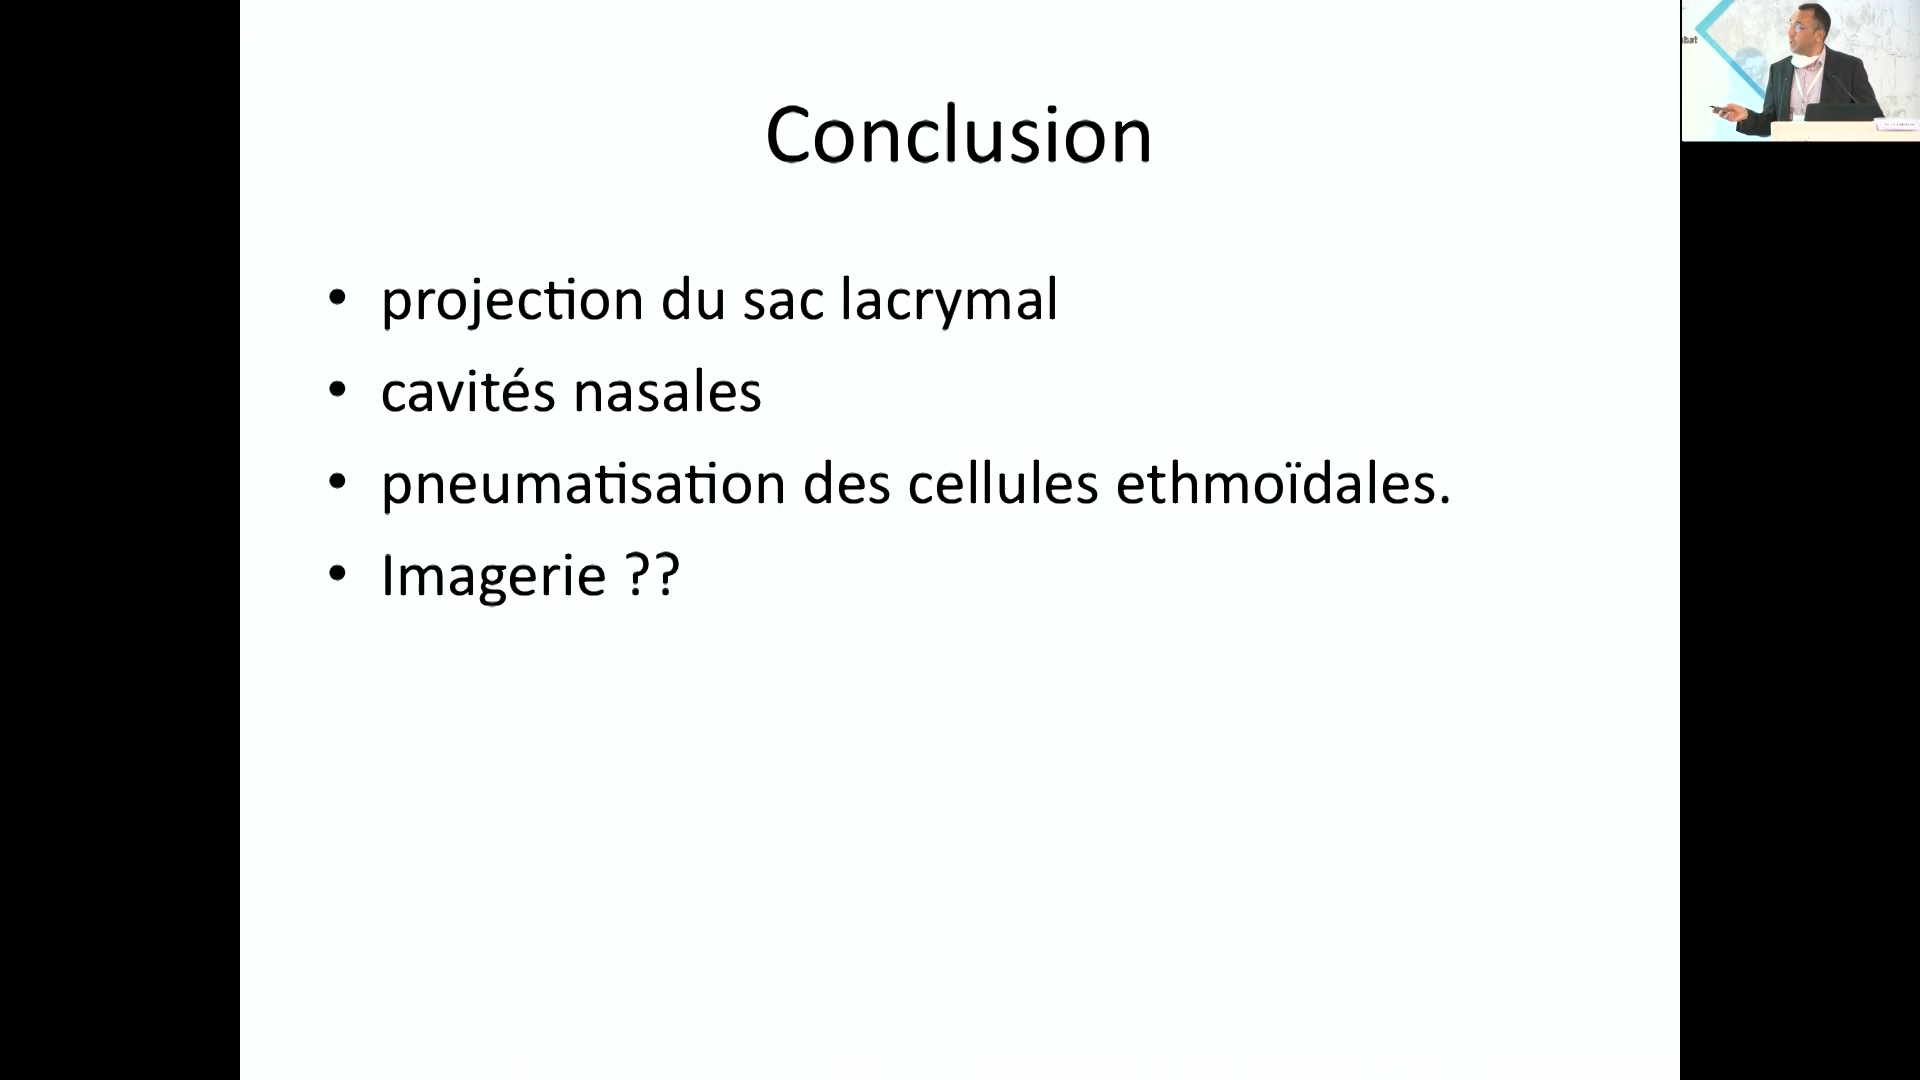 Conclusion
• projection du sac lacrymal
• cavités nasales
• pneumatisation des cellules ethmoïdales.
• Imagerie ??